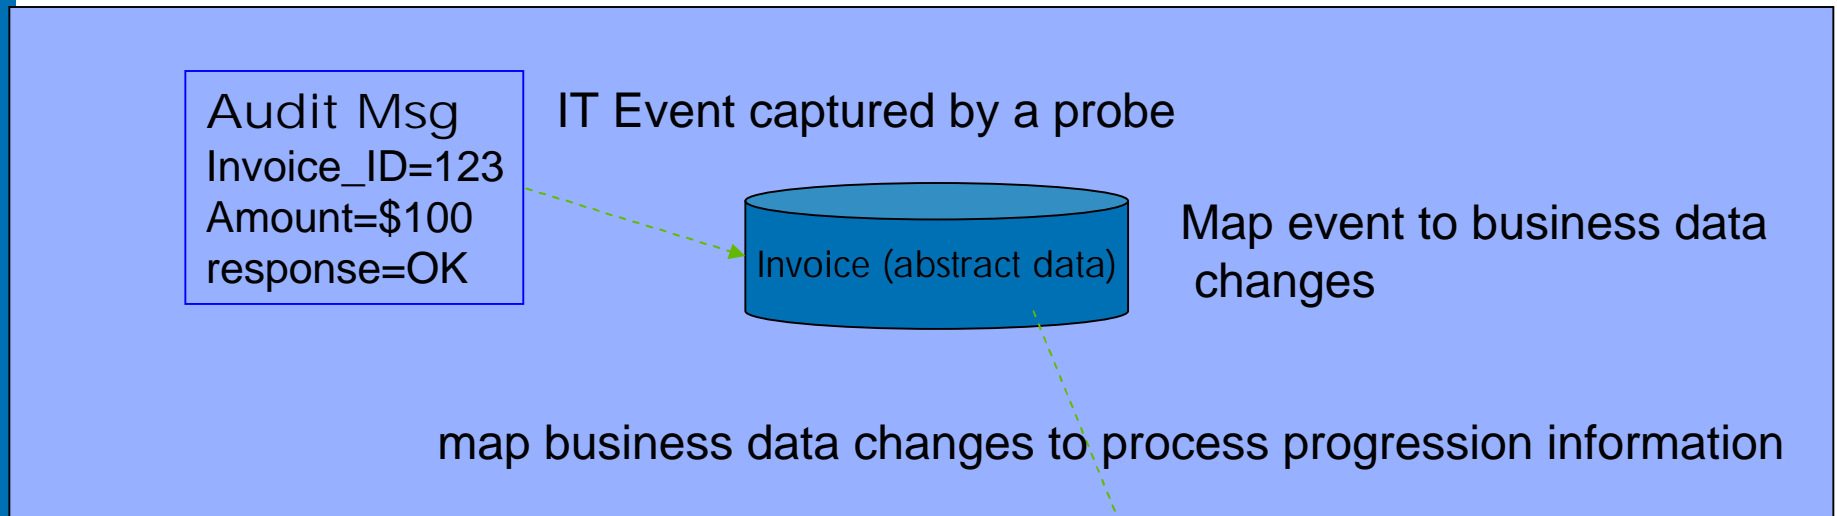 Audit Msg
Invoice_ID=123
Amount=$100
response=OK
IT Event captured by a probe
Invoice (abstract data)
Map event to business data
changes
map business data changes to process progression information